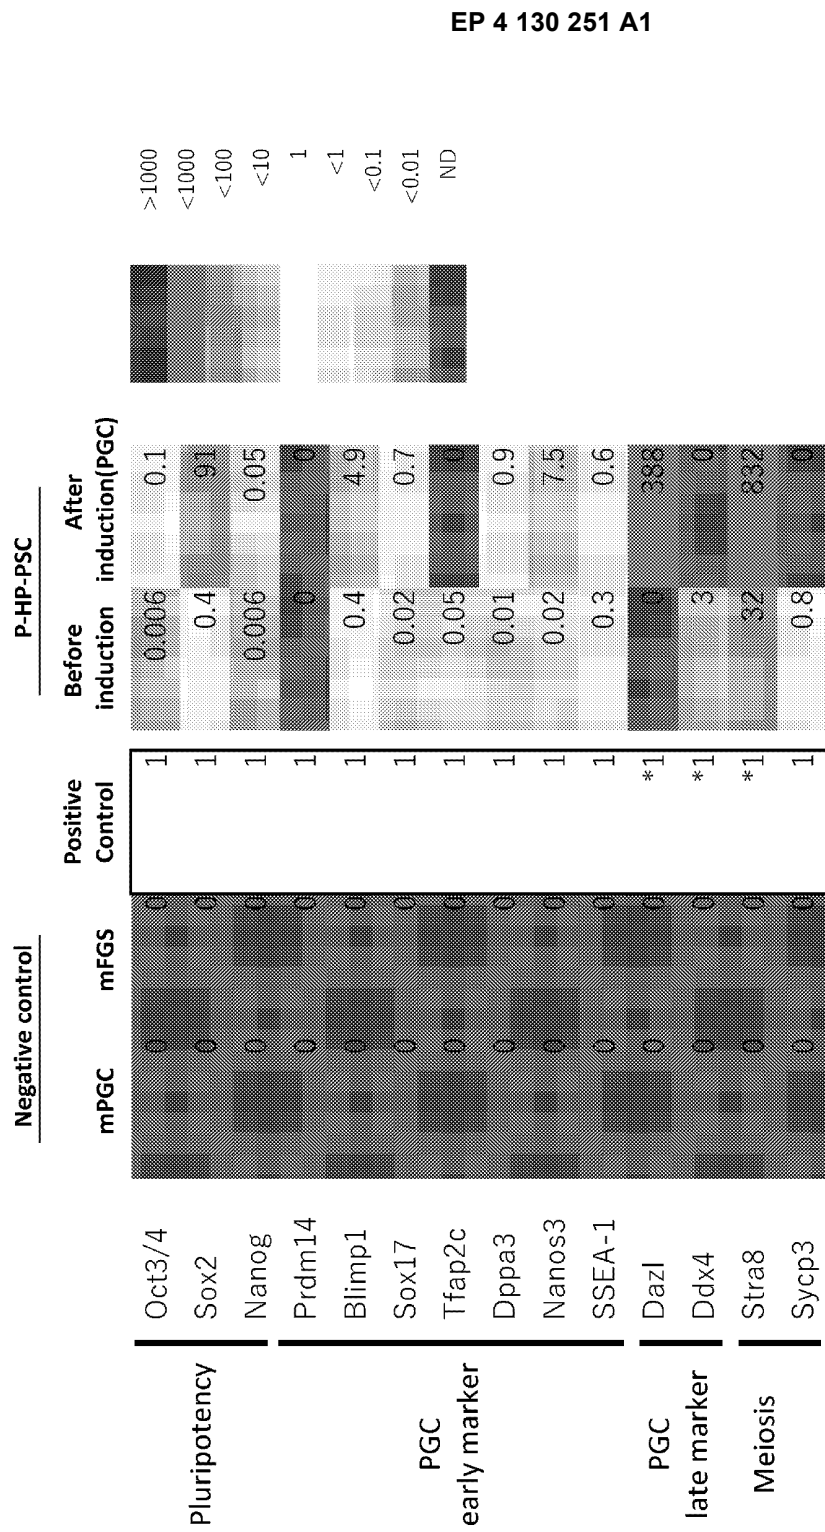 EP 4 130 251 A1
Negative control
P-HP-PSC
mPGC
mFGS
Positive
Control
Before
induction
After
induction(PGC)
Pluripotency
Oct3/4 0 0 1 0.006 0.1
Sox2 0 0 1 0.4 91
Nanog 0 0 1 0.006 0.05
PGC
early marker
Prdm14 0 0 1 0 0
Blimp1 0 0 1 0.4 4.9
Sox17 0 0 1 0.02 0.7
Tfap2c 0 0 1 0.05 0
Dppa3 0 0 1 0.01 0.9
Nanos3 0 0 1 0.02 7.5
SSEA-1 0 0 1 0.3 0.6
PGC
late marker
Dazl 0 0 *1 0 388
Ddx4 0 0 *1 3 0
Meiosis
Stra8 0 0 *1 32 832
Sycp3 0 0 1 0.8 0
>1000
<1000
<100
<10
1
<1
<0.1
<0.01
ND